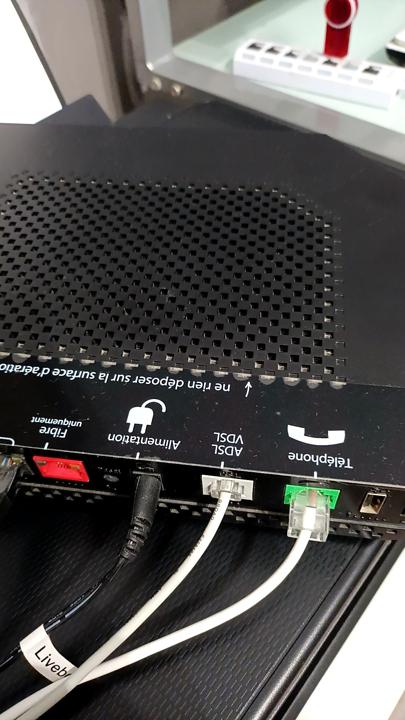 Téléphone
ADSL
VDSL
Alimentation
Fibre
uniquement
ne rien déposer sur la surface d'aératio
Liveb